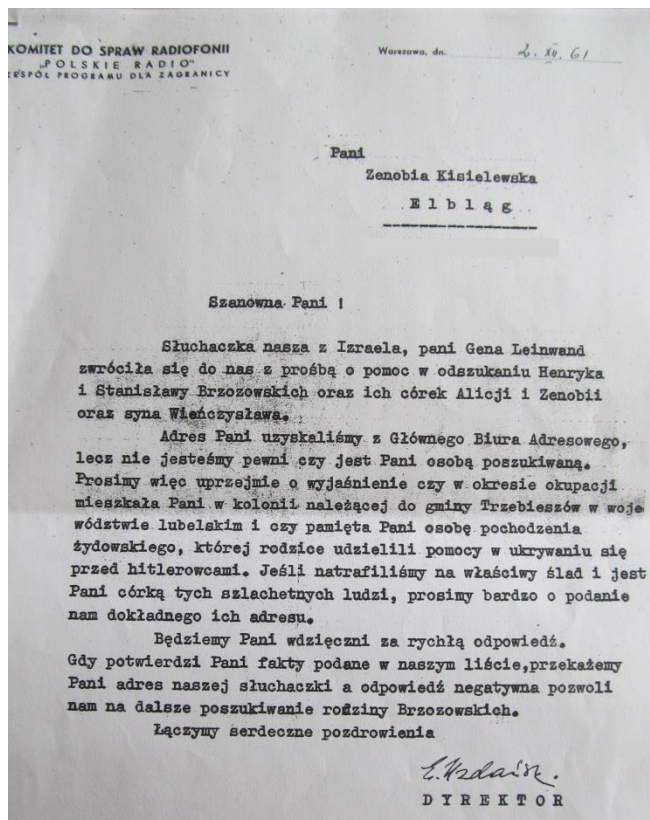 KOMITET DO SPRAW RADIOFONII
„POLSKIE RADIO"
ZESPÓŁ PROGRAMU DLA ZAGRANICY
Warszawa, dn. 2. XII. 61
Pani
Zenobia Kisielewska
E l b l ą g
Szanowna Pani !
Słuchaczka nasza z Izraela, pani Gena Leinwand
zwróciła się do nas z prośbą o pomoc w odszukaniu Henryka
i Stanisławy Brzozowskich oraz ich córek Alicji i Zenobii
oraz syna Wieńczysława.
Adres Pani uzyskaliśmy z Głównego Biura Adresowego,
lecz nie jesteśmy pewni czy jest Pani osobą poszukiwaną.
Prosimy więc uprzejmie o wyjaśnienie czy w okresie okupacji
mieszkała Pani w kolonii należącej do gminy Trzebieszów w woje
wództwie lubelskim i czy pamięta Pani osobę pochodzenia
żydowskiego, której rodzice udzielili pomocy w ukrywaniu się
przed hitlerowcami. Jeśli natrafiliśmy na właściwy ślad i jest
Pani córką tych szlachetnych ludzi, prosimy bardzo o podanie
nam dokładnego ich adresu.
Będziemy Pani wdzięczni za rychłą odpowiedź.
Gdy potwierdzi Pani fakty podane w naszym liście,przekażemy
Pani adres naszej słuchaczki a odpowiedź negatywna pozwoli
nam na dalsze poszukiwanie rodziny Brzozowskich.
Łączymy serdeczne pozdrowienia
D Y R E K T O R